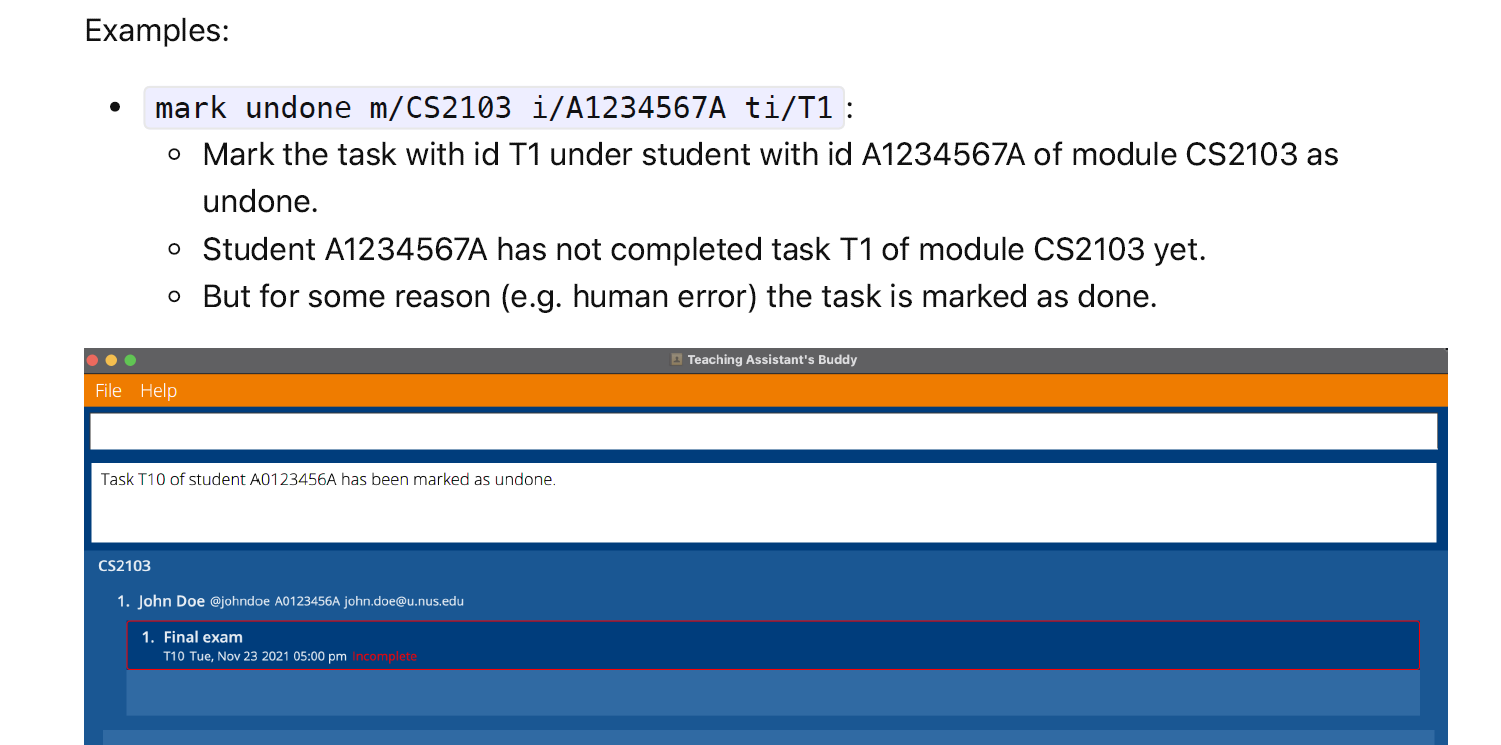 Examples:
mark undone m/CS2103 i/A1234567A ti/T1:
Mark the task with id T1 under student with id A1234567A of module CS2103 as
undone.
Student A1234567A has not completed task T1 of module CS2103 yet.
But for some reason (e.g. human error) the task is marked as done.
Teaching Assistant's Buddy
File Help
Task T10 of student A0123456A has been marked as undone.
CS2103
1. John Doe @johndoe A0123456A john.doe@u.nus.edu
1. Final exam
T10 Tue, Nov 23 2021 05:00 pm Incomplete